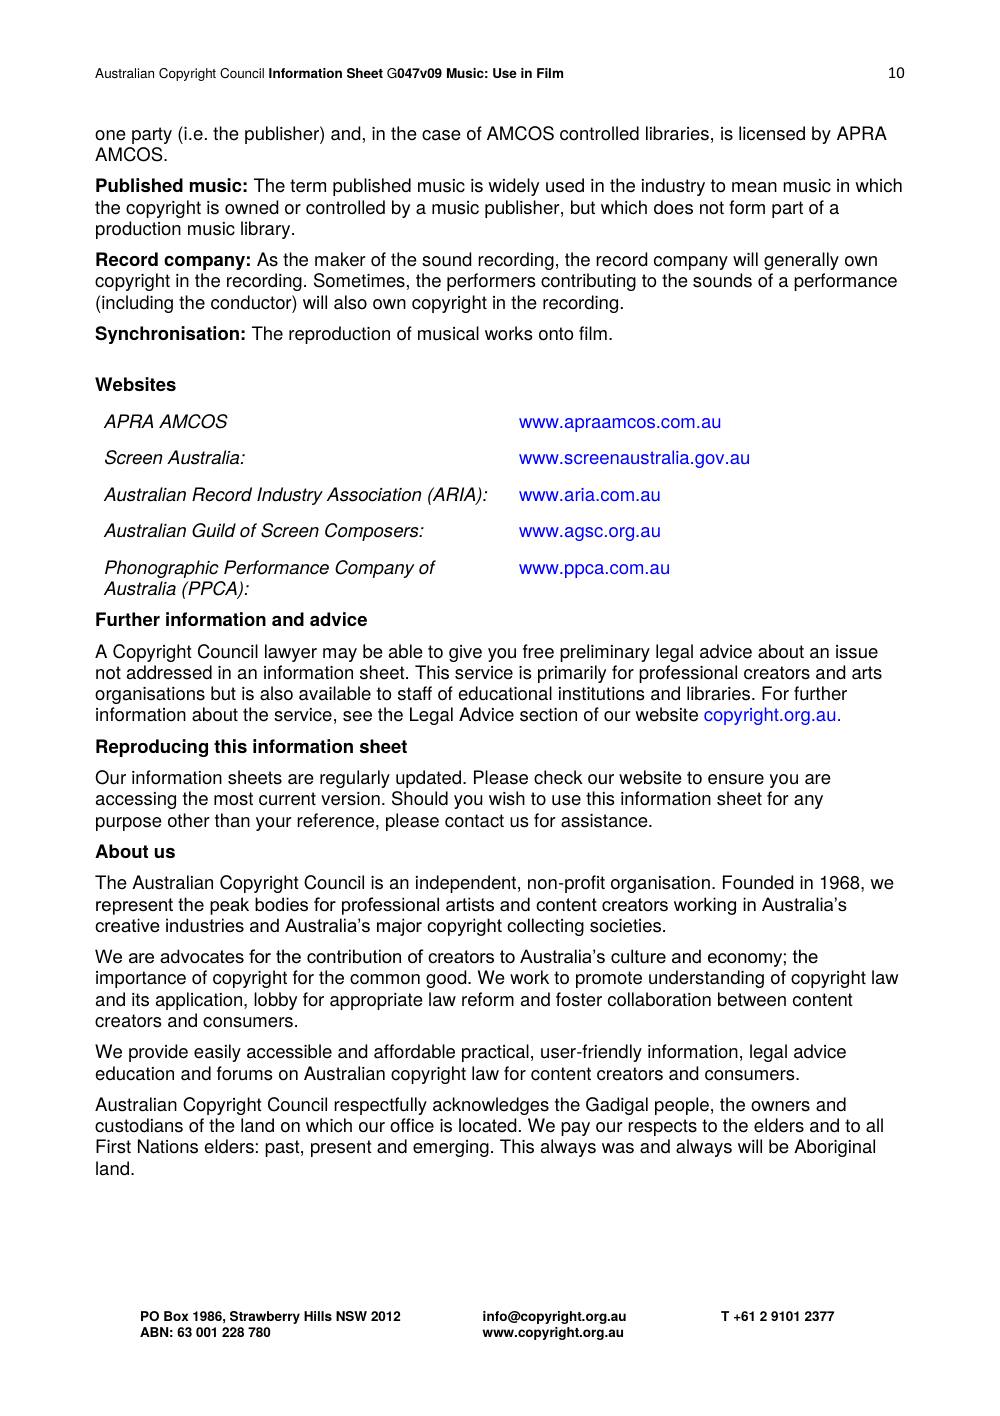 Australian Copyright Council Information Sheet G047v09 Music: Use in Film 10
one party (i.e. the publisher) and, in the case of AMCOS controlled libraries, is licensed by APRA
AMCOS.
Published music: The term published music is widely used in the industry to mean music in which
the copyright is owned or controlled by a music publisher, but which does not form part of a
production music library.
Record company: As the maker of the sound recording, the record company will generally own
copyright in the recording. Sometimes, the performers contributing to the sounds of a performance
(including the conductor) will also own copyright in the recording.
Synchronisation: The reproduction of musical works onto film.
Websites
APRA AMCOS www.apraamcos.com.au
Screen Australia: www.screenaustralia.gov.au
Australian Record Industry Association (ARIA): www.aria.com.au
Australian Guild of Screen Composers: www.agsc.org.au
Phonographic Performance Company of www.ppca.com.au
Australia (PPCA):
Further information and advice
A Copyright Council lawyer may be able to give you free preliminary legal advice about an issue
not addressed in an information sheet. This service is primarily for professional creators and arts
organisations but is also available to staff of educational institutions and libraries. For further
information about the service, see the Legal Advice section of our website copyright.org.au.
Reproducing this information sheet
Our information sheets are regularly updated. Please check our website to ensure you are
accessing the most current version. Should you wish to use this information sheet for any
purpose other than your reference, please contact us for assistance.
About us
The Australian Copyright Council is an independent, non-profit organisation. Founded in 1968, we
represent the peak bodies for professional artists and content creators working in Australia’s
creative industries and Australia’s major copyright collecting societies.
We are advocates for the contribution of creators to Australia’s culture and economy; the
importance of copyright for the common good. We work to promote understanding of copyright law
and its application, lobby for appropriate law reform and foster collaboration between content
creators and consumers.
We provide easily accessible and affordable practical, user-friendly information, legal advice
education and forums on Australian copyright law for content creators and consumers.
Australian Copyright Council respectfully acknowledges the Gadigal people, the owners and
custodians of the land on which our office is located. We pay our respects to the elders and to all
First Nations elders: past, present and emerging. This always was and always will be Aboriginal
land.
PO Box 1986, Strawberry Hills NSW 2012 info@copyright.org.au T +61 2 9101 2377
ABN: 63 001 228 780 www.copyright.org.au